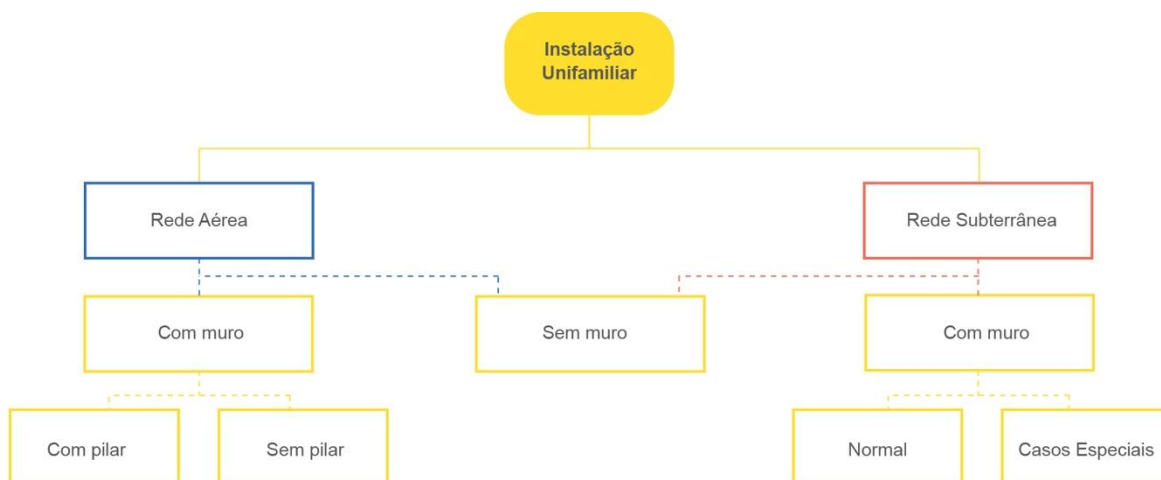 Instalação
Unifamiliar
Rede Aérea
Rede Subterrânea
Com muro
Sem muro
Com muro
Com pilar
Sem pilar
Normal
Casos Especiais